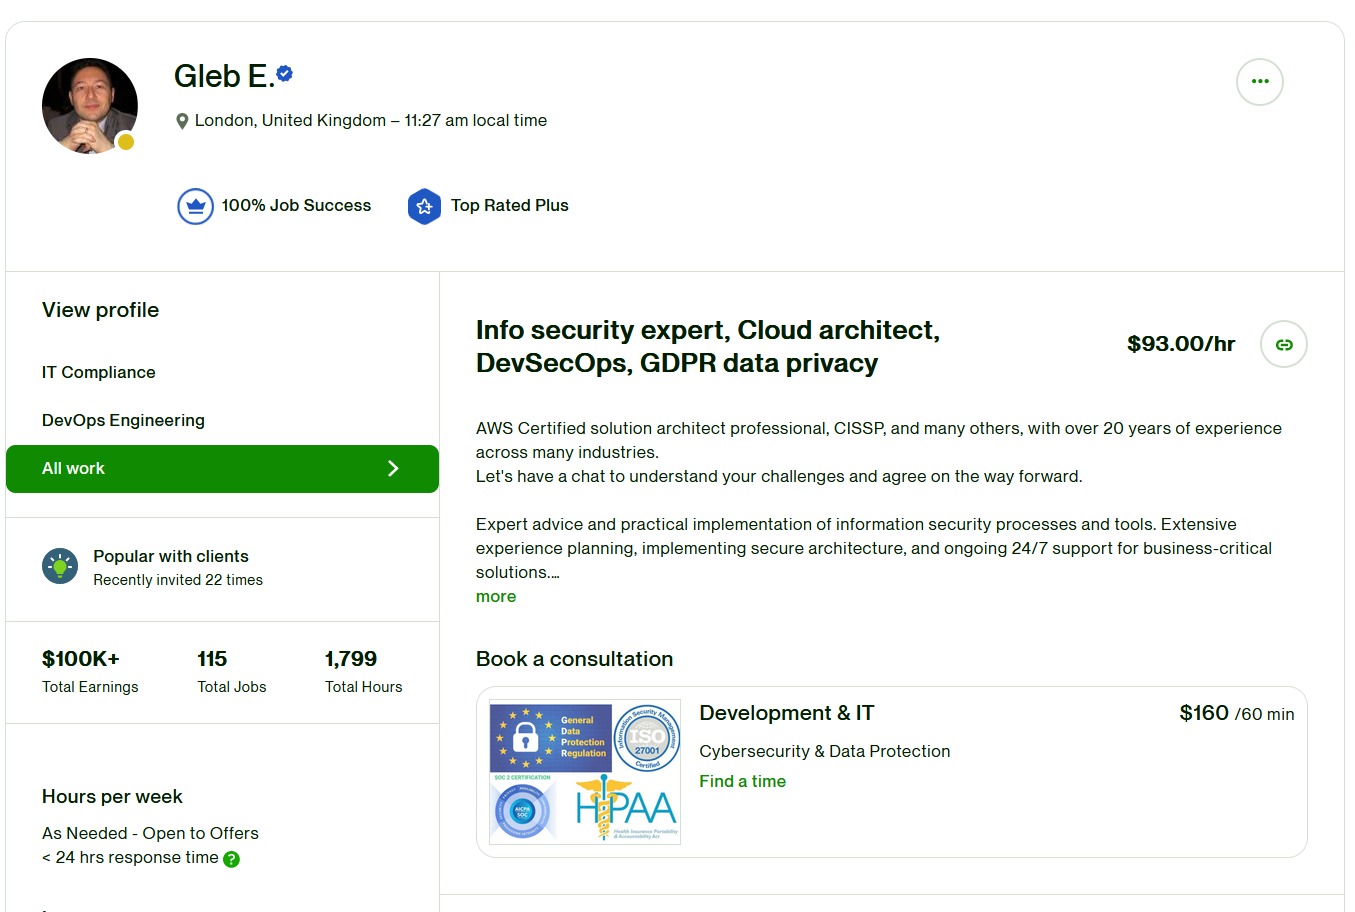 Gleb E.
London, United Kingdom – 11:27 am local time
100% Job Success
Top Rated Plus
View profile
IT Compliance
DevOps Engineering
All work
Popular with clients
Recently invited 22 times
$100K+
Total Earnings
115
Total Jobs
1,799
Total Hours
Hours per week
As Needed - Open to Offers
< 24 hrs response time
Info security expert, Cloud architect,
DevSecOps, GDPR data privacy
$93.00/hr
AWS Certified solution architect professional, CISSP, and many others, with over 20 years of experience
across many industries.
Let's have a chat to understand your challenges and agree on the way forward.
Expert advice and practical implementation of information security processes and tools. Extensive
experience planning, implementing secure architecture, and ongoing 24/7 support for business-critical
solutions....
more
Book a consultation
General
Data
Protection
Regulation
Information Security Management
ISO
27001
Certified
SOC 2 CERTIFICATION
AICPA
SOC
HIPAA
Health Insurance Portability
& Accountability Act
Development & IT
$160 /60 min
Cybersecurity & Data Protection
Find a time